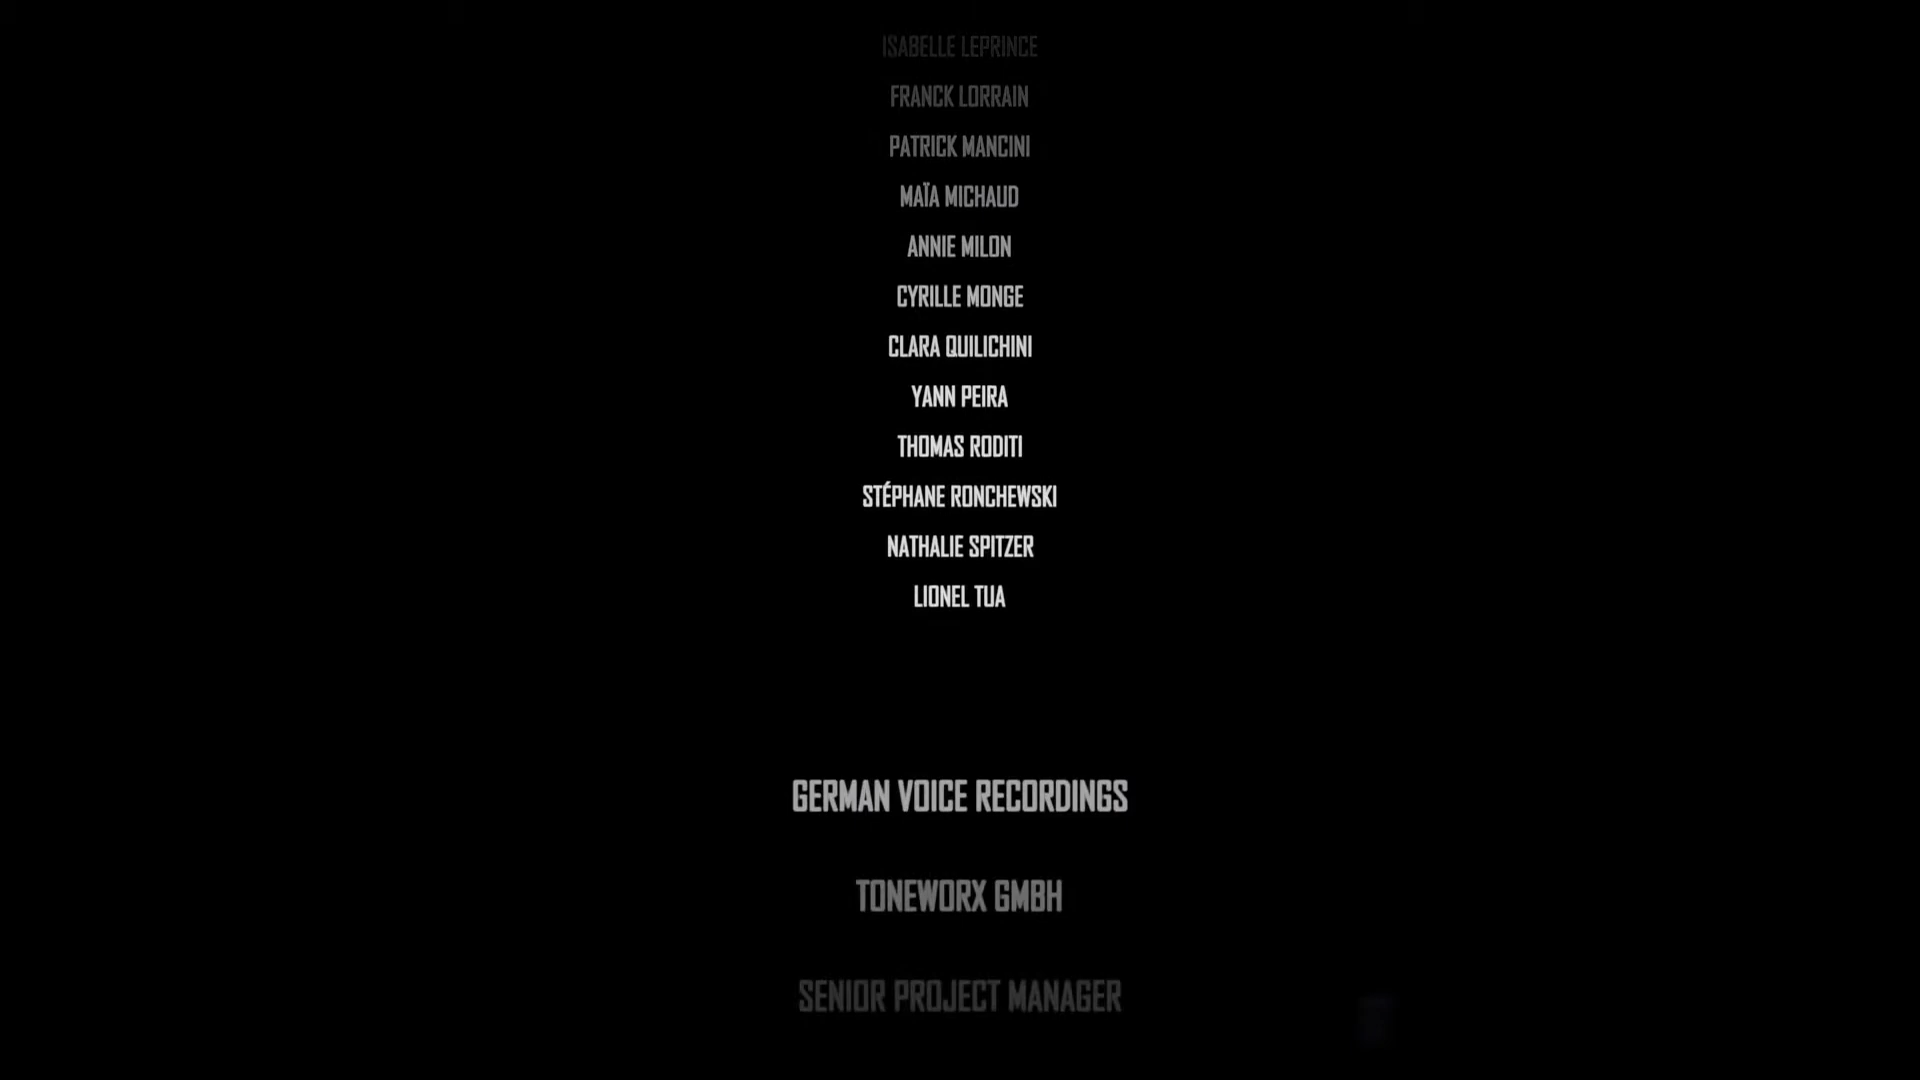 ISABELLE LEPRINCE
FRANCK LORRAIN
PATRICK MANCINI
MAÏA MICHAUD
ANNIE MILON
CYRILLE MONGE
CLARA QUILICHINI
YANN PEIRA
THOMAS RODITI
STÉPHANE RONCHEWSKI
NATHALIE SPITZER
LIONEL TUA
GERMAN VOICE RECORDINGS
TONEWORX GMBH
SENIOR PROJECT MANAGER